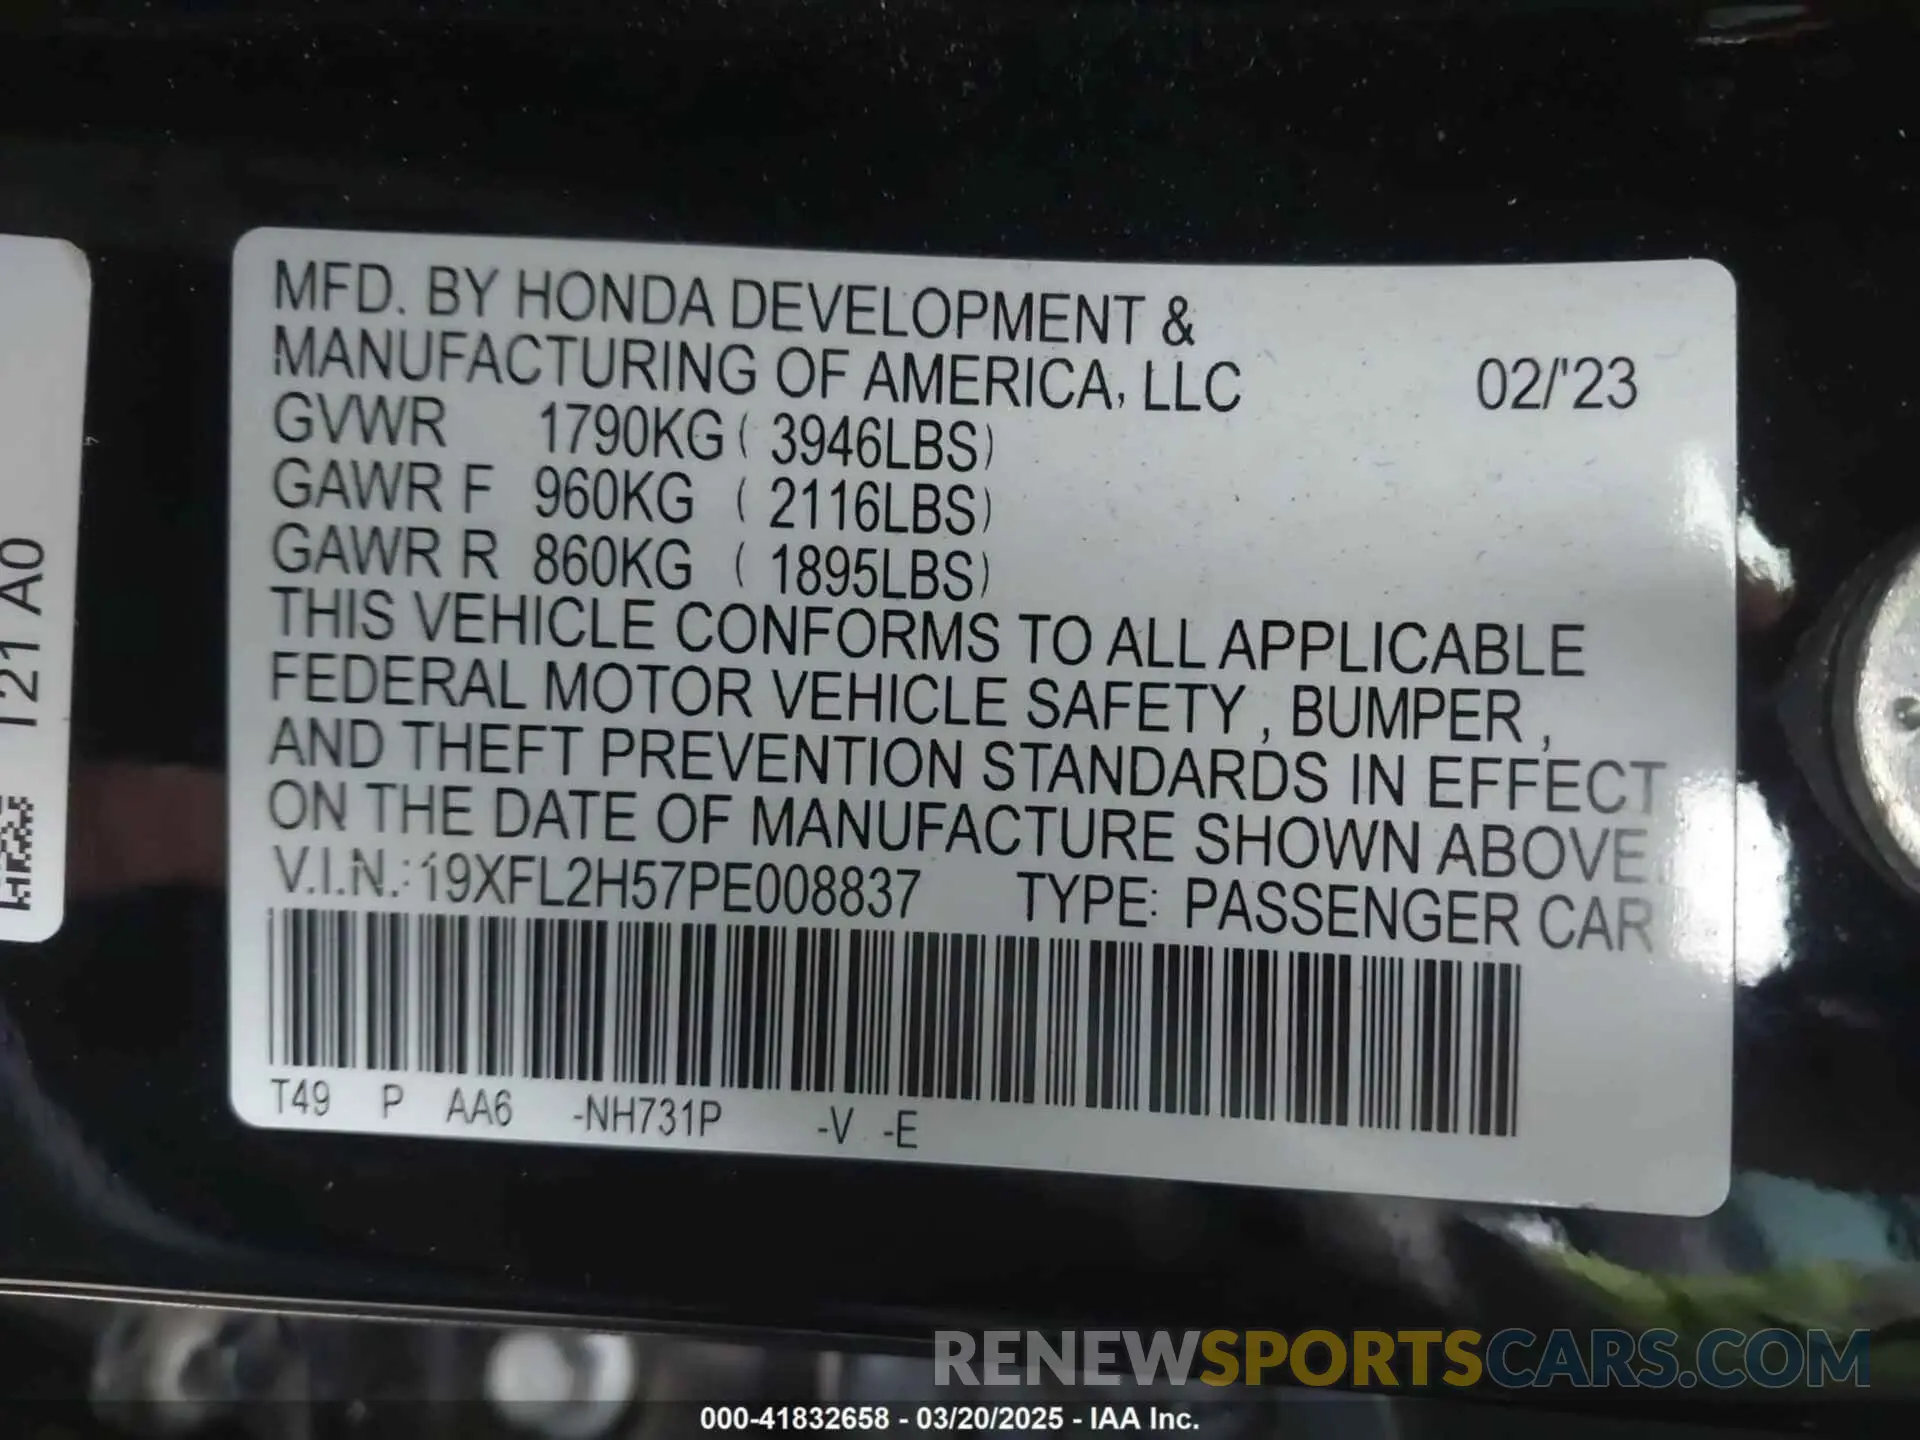 MFD. BY HONDA DEVELOPMENT &
MANUFACTURING OF AMERICA, LLC 02/'23
GVWR 1790KG ( 3946LBS)
GAWR F 960KG ( 2116LBS)
GAWR R 860KG ( 1895LBS)
THIS VEHICLE CONFORMS TO ALL APPLICABLE
FEDERAL MOTOR VEHICLE SAFETY , BUMPER ,
AND THEFT PREVENTION STANDARDS IN EFFECT
ON THE DATE OF MANUFACTURE SHOWN ABOVE.
V.I.N.: 19XFL2H57PE008837 TYPE: PASSENGER CAR
T49 P AA6 -NH731P -V -E
T21 A0
RENEWSPORTSCARS.COM
000-41832658 - 03/20/2025 - IAA Inc.